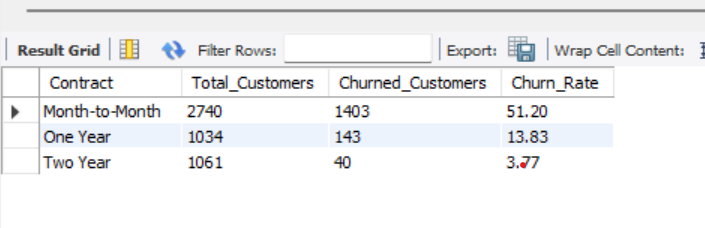 Result Grid Filter Rows: Export: Wrap Cell Content:
Contract Total_Customers Churned_Customers Churn_Rate
Month-to-Month 2740 1403 51.20
One Year 1034 143 13.83
Two Year 1061 40 3.77